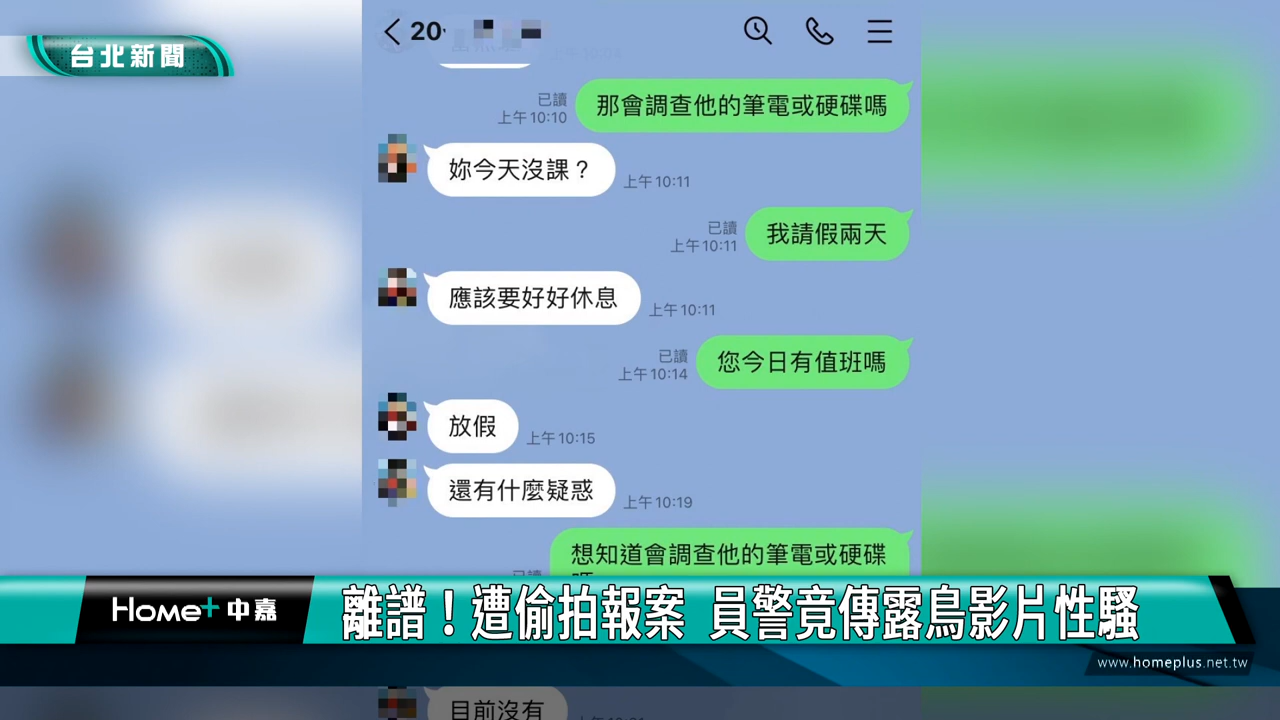 台北新聞
20
已讀
上午10:10
那會調查他的筆電或硬碟嗎
妳今天沒課？
上午10:11
已讀
上午10:11
我請假兩天
應該要好好休息
上午10:11
已讀
上午10:14
您今日有值班嗎
放假
上午10:15
還有什麼疑惑
上午10:19
想知道會調查他的筆電或硬碟
Home+中嘉
離譜！遭偷拍報案 員警竟傳露鳥影片性騷
www.homeplus.net.tw
目前沒有